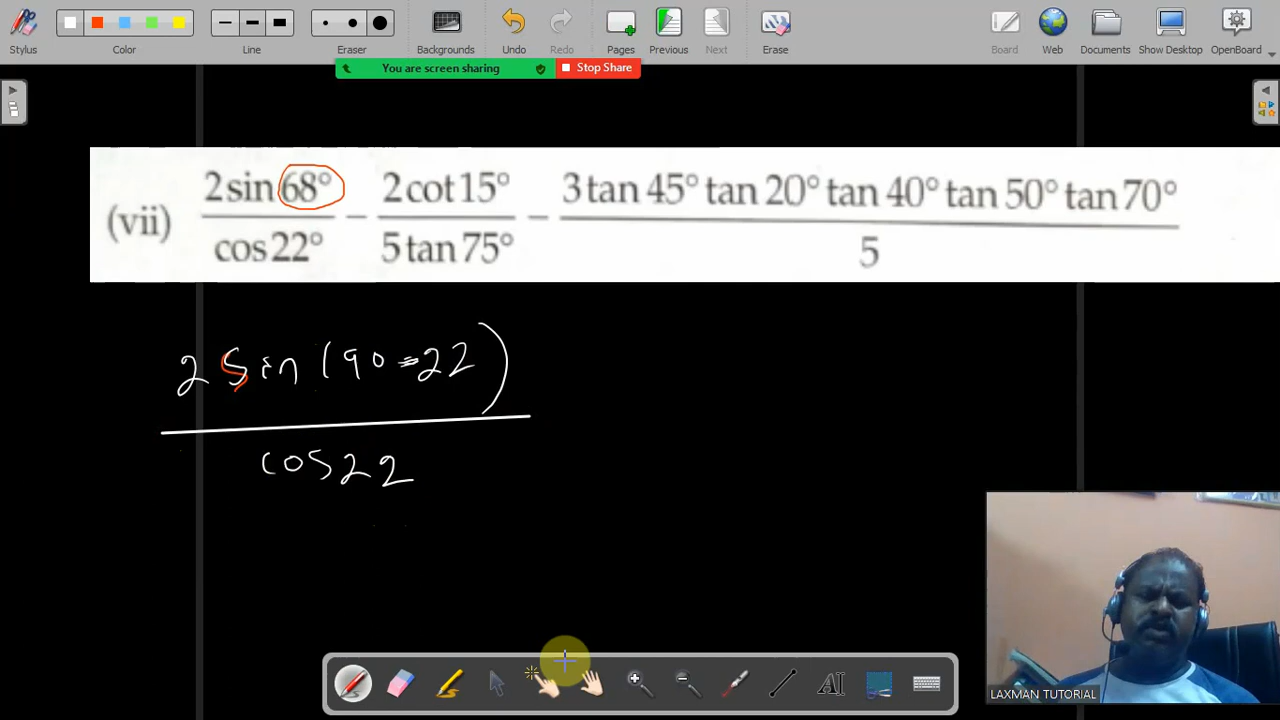 Stylus Color Line Eraser Backgrounds Undo Redo Pages Previous Next Erase Board Web Documents Show Desktop OpenBoard
You are screen sharing Stop Share
(vii) 2 sin 68° / cos 22° − 2 cot 15° / 5 tan 75° − 3 tan 45° tan 20° tan 40° tan 50° tan 70° / 5
2 Sin (90-22)
cos22
LAXMAN TUTORIAL